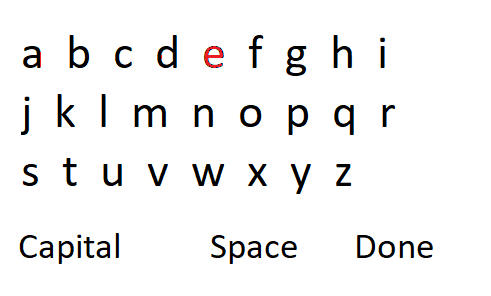 a b c d e f g h i
j k l m n o p q r
s t u v w x y z
Capital Space Done